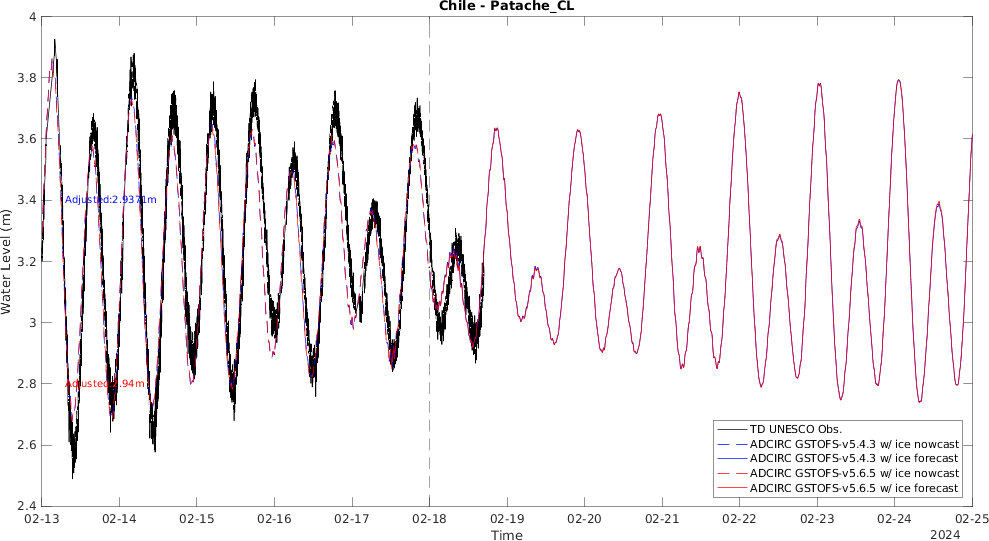 Chile - Patache_CL
4
3.8
3.6
3.4
3.2
3
2.8
2.6
2.4
Water Level (m)
Adjusted:2.9371m
Adjusted:2.94m
TD UNESCO Obs.
ADCIRC GSTOFS-v5.4.3 w/ ice nowcast
ADCIRC GSTOFS-v5.4.3 w/ ice forecast
ADCIRC GSTOFS-v5.6.5 w/ ice nowcast
ADCIRC GSTOFS-v5.6.5 w/ ice forecast
02-13 02-14 02-15 02-16 02-17 02-18 02-19 02-20 02-21 02-22 02-23 02-24 02-25
Time
2024